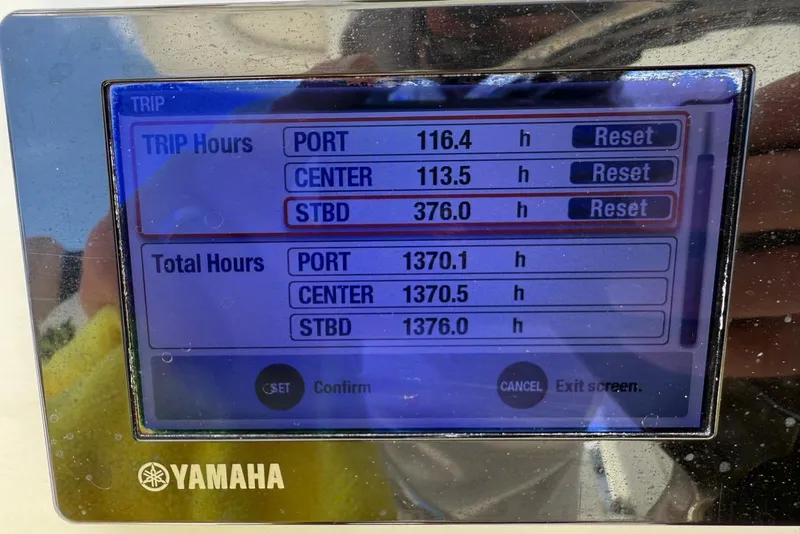 TRIP
TRIP Hours PORT 116.4 h Reset
CENTER 113.5 h Reset
STBD 376.0 h Reset
Total Hours PORT 1370.1 h
CENTER 1370.5 h
STBD 1376.0 h
SET Confirm CANCEL Exit screen.
YAMAHA